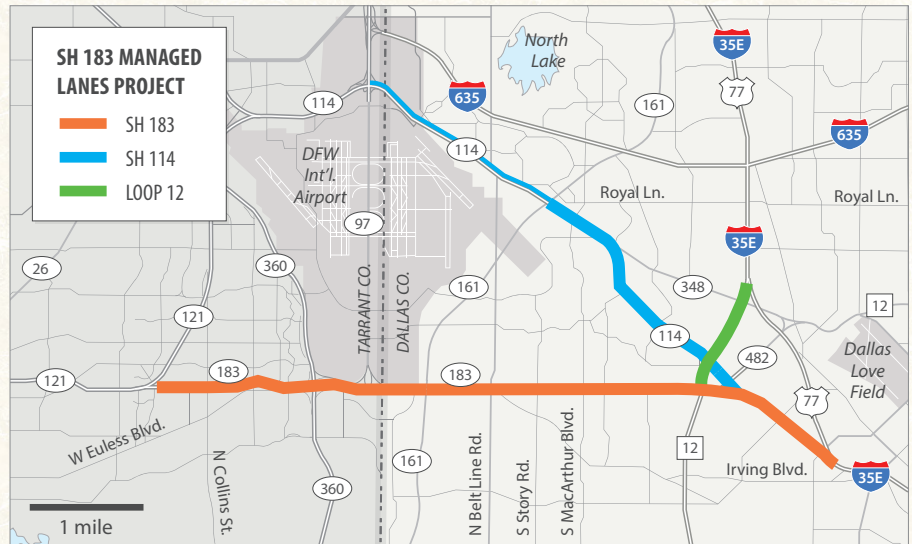 SH 183 MANAGED
LANES PROJECT
SH 183
SH 114
LOOP 12
North
Lake
35E
77
635
161
114
635
114
DFW
Int'l.
Airport
Royal Ln.
Royal Ln.
97
35E
26
360
161
348
12
121
TARRANT CO.
DALLAS CO.
114
482
Dallas
Love
Field
121
183
183
77
W Euless Blvd.
N Collins St.
161
N Belt Line Rd.
S Story Rd.
S MacArthur Blvd.
12
Irving Blvd.
35E
360
1 mile